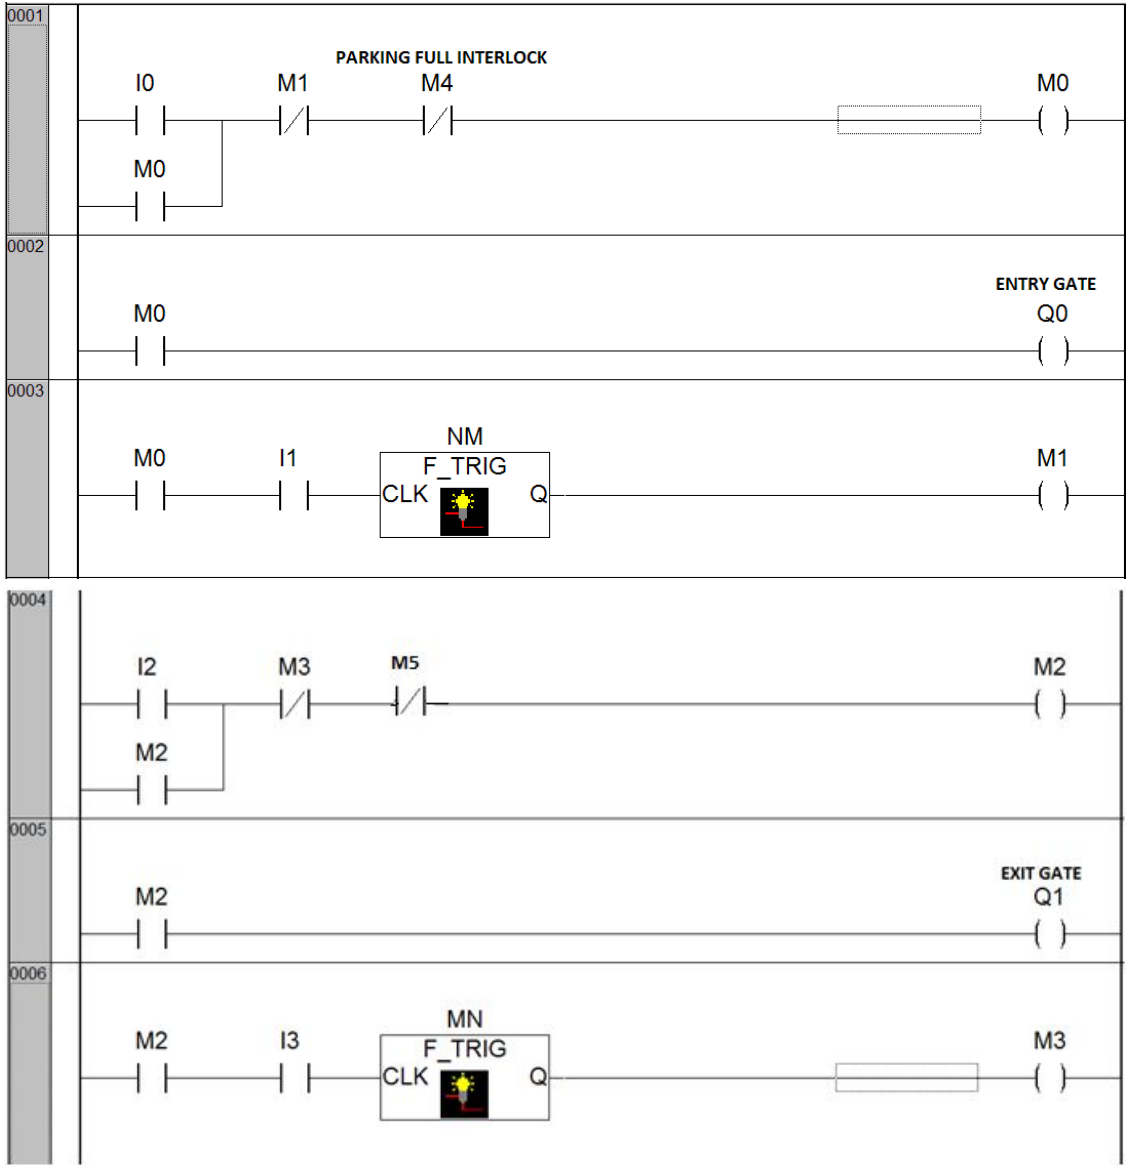 0001
PARKING FULL INTERLOCK
I0 M1 M4 M0
M0
0002
ENTRY GATE
M0 Q0
0003
NM
M0 I1 F_TRIG M1
CLK Q
0004
I2 M3 M5 M2
M2
0005
EXIT GATE
M2 Q1
0006
MN
M2 I3 F_TRIG M3
CLK Q